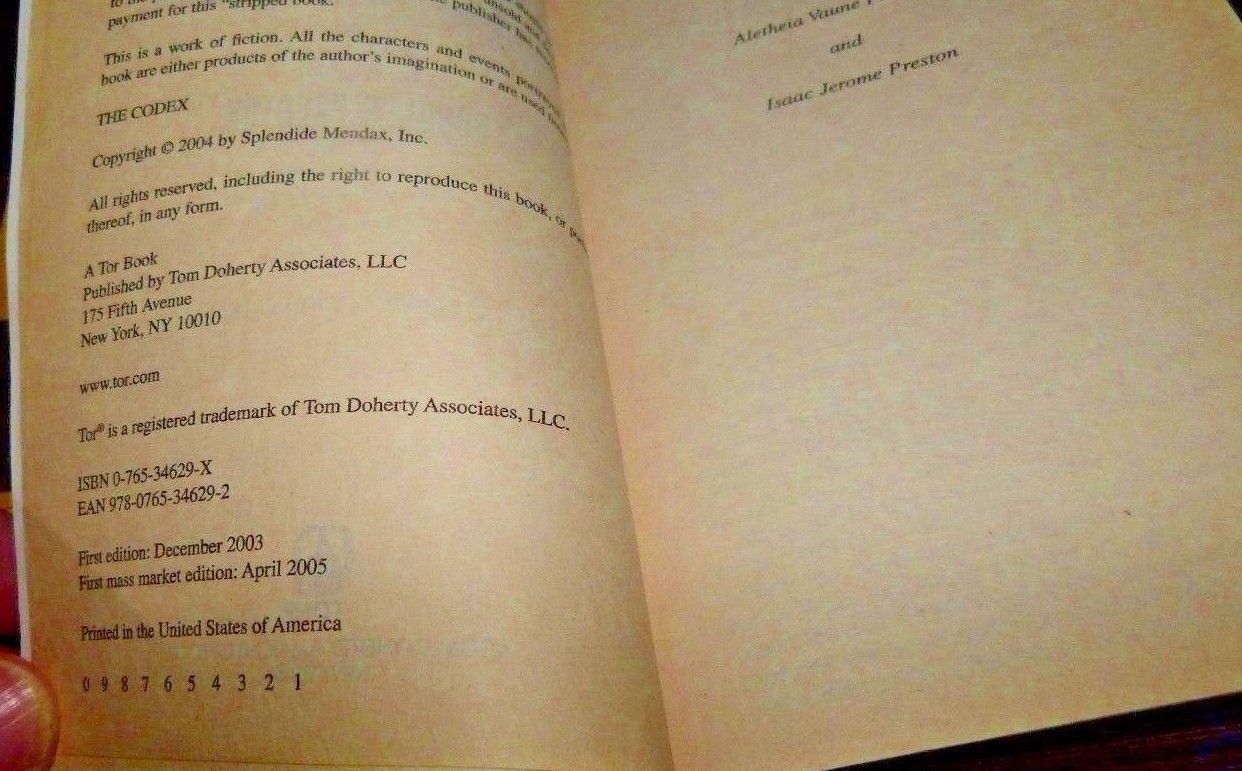 payment for this "stripped book."
publisher has
This is a work of fiction. All the characters and events
book are either products of the author's imagination or are used
THE CODEX
Copyright © 2004 by Splendide Mendax, Inc.
All rights reserved, including the right to reproduce this book, or
thereof, in any form.
A Tor Book
Published by Tom Doherty Associates, LLC
175 Fifth Avenue
New York, NY 10010
www.tor.com
Tor® is a registered trademark of Tom Doherty Associates, LLC.
ISBN 0-765-34629-X
EAN 978-0765-34629-2
First edition: December 2003
First mass market edition: April 2005
Printed in the United States of America
0 9 8 7 6 5 4 3 2 1
Aletheia Vaune
and
Isaac Jerome Preston